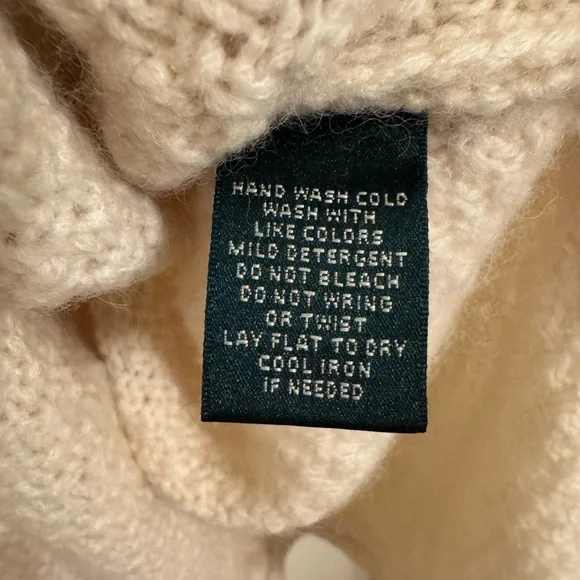 HAND WASH COLD
WASH WITH
LIKE COLORS
MILD DETERGENT
DO NOT BLEACH
DO NOT WRING
OR TWIST
LAY FLAT TO DRY
COOL IRON
IF NEEDED